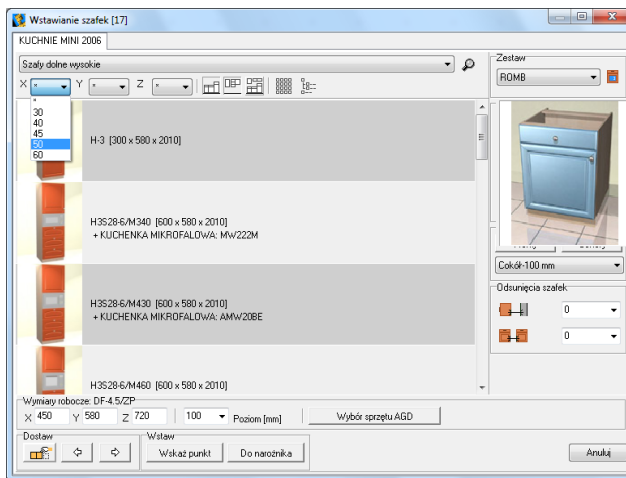 Wstawianie szafek [17]
KUCHNIE MINI 2006
Szafy dolne wysokie
X * Y * Z *
*
30
40
45
50
60
H-3 [300 x 580 x 2010]
H3S28-6/M340 [600 x 580 x 2010]
+ KUCHENKA MIKROFALOWA: MW222M
H3S28-6/M430 [600 x 580 x 2010]
+ KUCHENKA MIKROFALOWA: AMW20BE
H3S28-6/M460 [600 x 580 x 2010]
Zestaw
ROMB
Cokół-100 mm
Odsunięcia szafek
0
0
Wymiary robocze: DF-4.5/ZP
X 450 Y 580 Z 720 100 Poziom [mm] Wybór sprzętu AGD
Dostaw
Wstaw
Wskaż punkt Do narożnika Anuluj